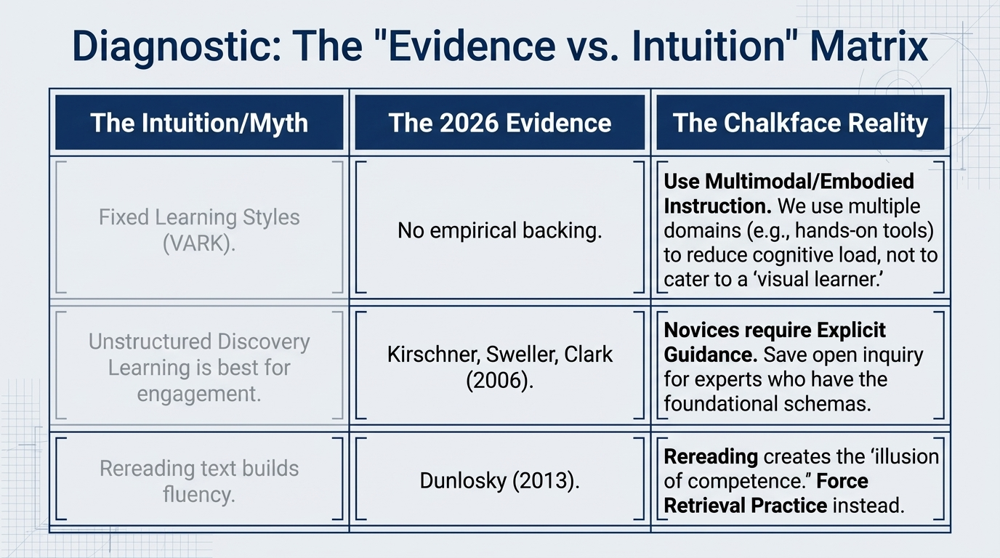 Diagnostic: The "Evidence vs. Intuition" Matrix
The Intuition/Myth
The 2026 Evidence
The Chalkface Reality
Fixed Learning Styles
(VARK).
No empirical backing.
Use Multimodal/Embodied
Instruction. We use multiple
domains (e.g., hands-on tools)
to reduce cognitive load, not to
cater to a ‘visual learner.’
Unstructured Discovery
Learning is best for
engagement.
Kirschner, Sweller, Clark
(2006).
Novices require Explicit
Guidance. Save open inquiry
for experts who have the
foundational schemas.
Rereading text builds
fluency.
Dunlosky (2013).
Rereading creates the ‘illusion
of competence.” Force
Retrieval Practice instead.